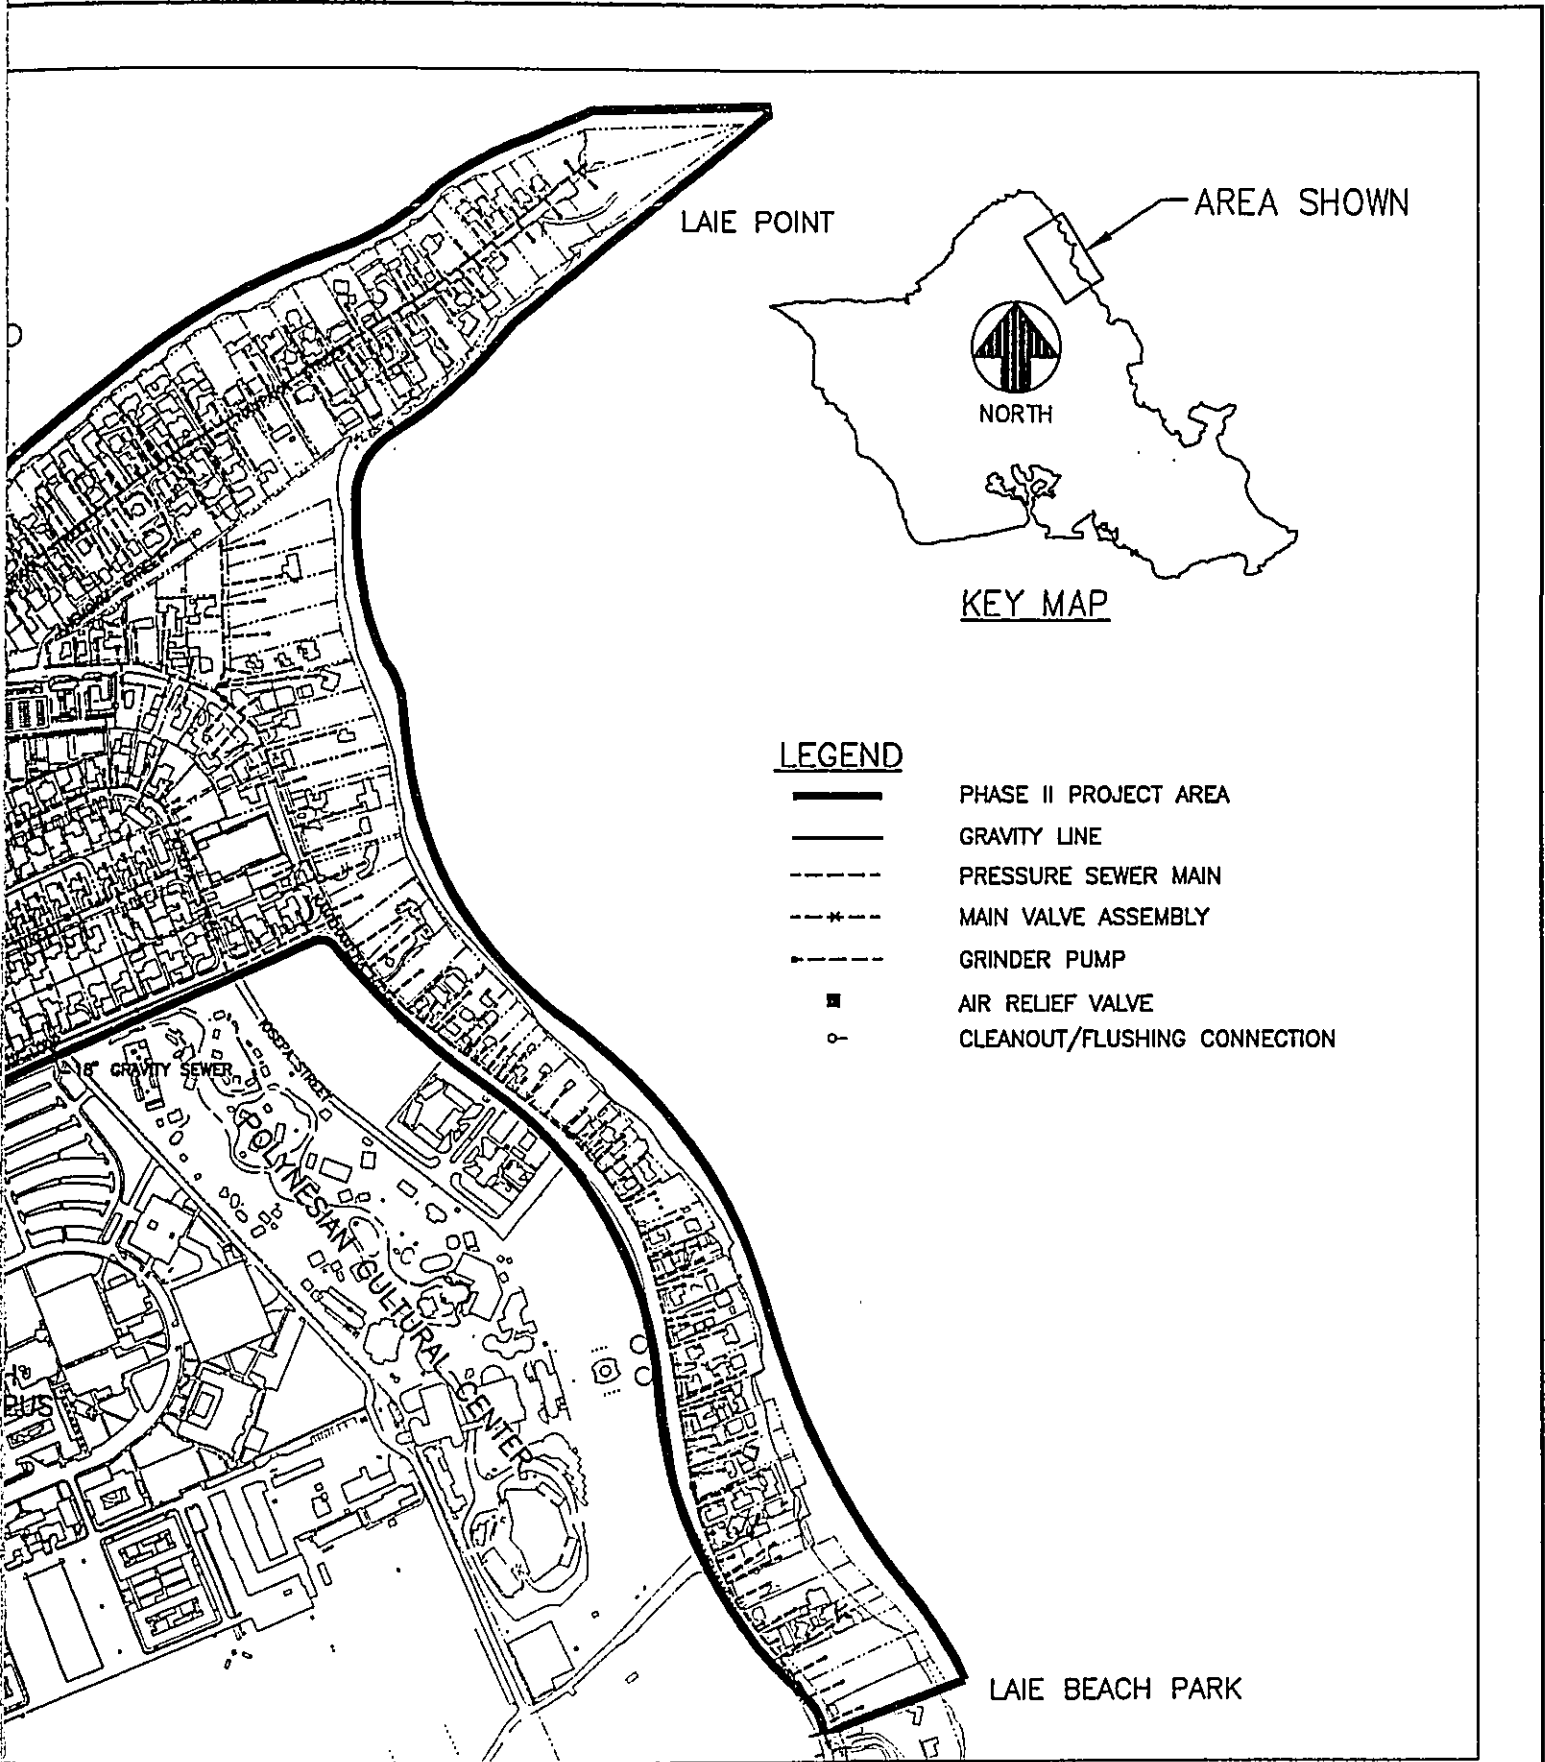 LAIE POINT
AREA SHOWN
NORTH
KEY MAP
LEGEND
PHASE II PROJECT AREA
GRAVITY LINE
PRESSURE SEWER MAIN
MAIN VALVE ASSEMBLY
GRINDER PUMP
AIR RELIEF VALVE
CLEANOUT/FLUSHING CONNECTION
18" GRAVITY SEWER
IOSEPA STREET
POLYNESIAN CULTURAL CENTER
LAIE BEACH PARK